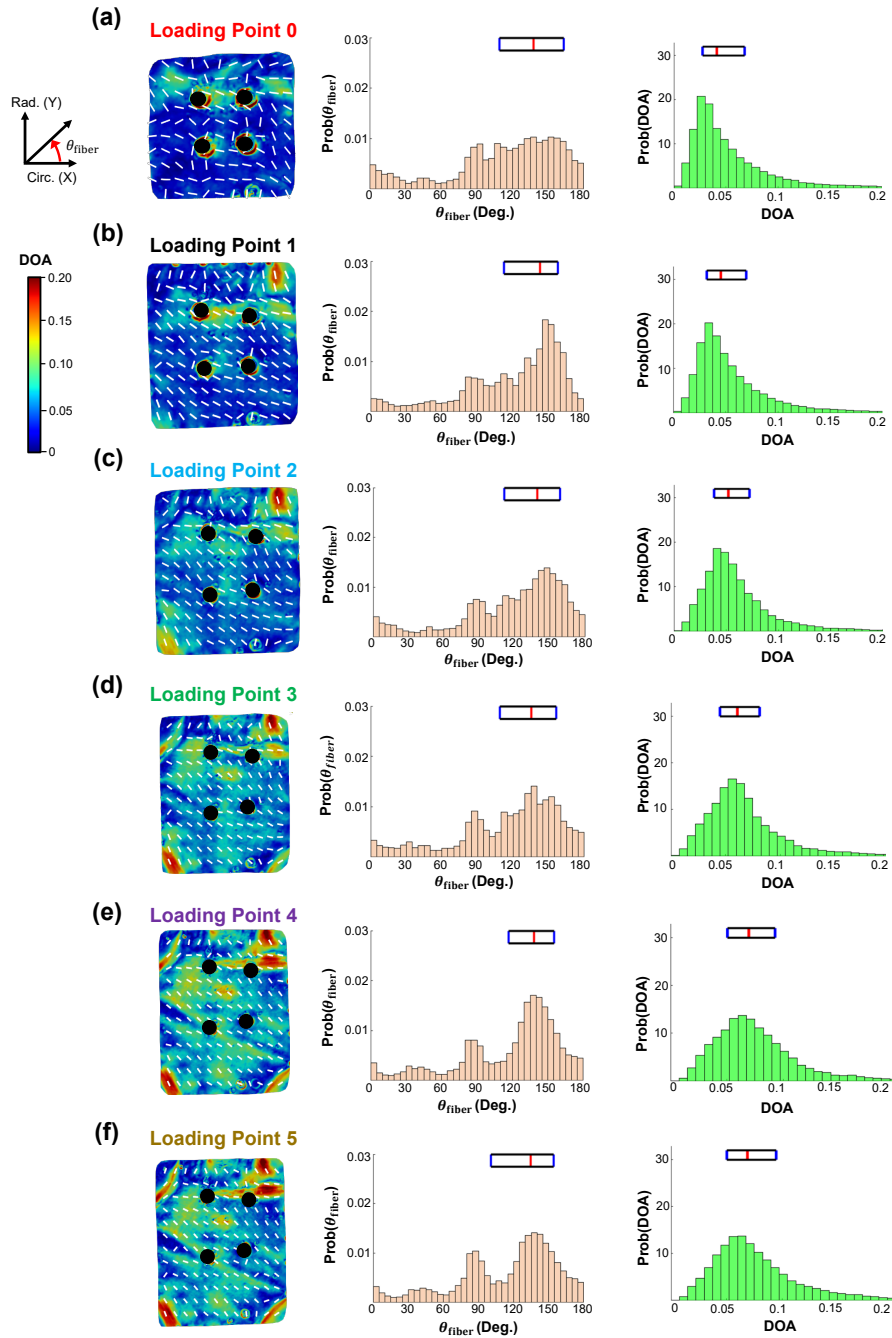 (a)
Loading Point 0
Rad. (Y)
θfiber
Circ. (X)
Prob(θfiber)
0.03
0.02
0.01
0 30 60 90 120 150 180
θfiber (Deg.)
Prob(DOA)
30
20
10
0 0.05 0.1 0.15 0.2
DOA
(b)
Loading Point 1
DOA
0.20
0.15
0.10
0.05
0
Prob(θfiber)
0.03
0.02
0.01
0 30 60 90 120 150 180
θfiber (Deg.)
Prob(DOA)
30
20
10
0 0.05 0.1 0.15 0.2
DOA
(c)
Loading Point 2
Prob(θfiber)
0.03
0.02
0.01
0 30 60 90 120 150 180
θfiber (Deg.)
Prob(DOA)
30
20
10
0 0.05 0.1 0.15 0.2
DOA
(d)
Loading Point 3
Prob(θfiber)
0.03
0.02
0.01
0 30 60 90 120 150 180
θfiber (Deg.)
Prob(DOA)
30
20
10
0 0.05 0.1 0.15 0.2
DOA
(e)
Loading Point 4
Prob(θfiber)
0.03
0.02
0.01
0 30 60 90 120 150 180
θfiber (Deg.)
Prob(DOA)
30
20
10
0 0.05 0.1 0.15 0.2
DOA
(f)
Loading Point 5
Prob(θfiber)
0.03
0.02
0.01
0 30 60 90 120 150 180
θfiber (Deg.)
Prob(DOA)
30
20
10
0 0.05 0.1 0.15 0.2
DOA